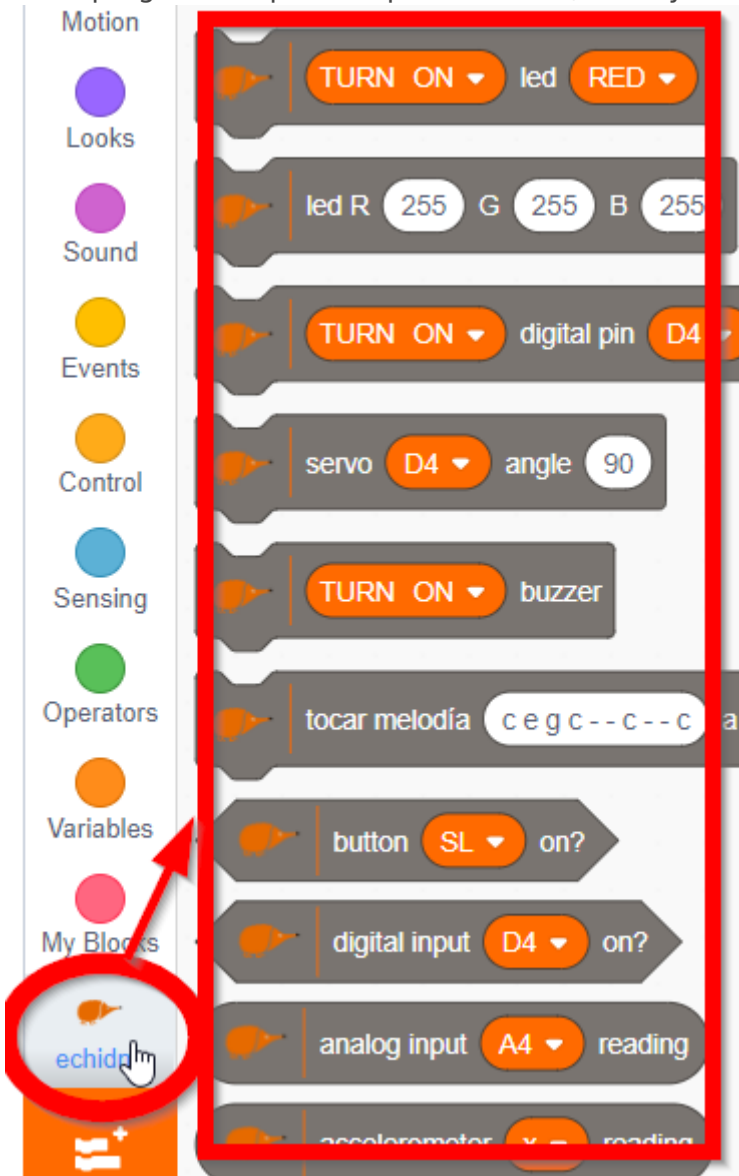 Motion
Looks
Sound
Events
Control
Sensing
Operators
Variables
My Blocks
TURN ON led RED
led R 255 G 255 B 255
TURN ON digital pin D4
servo D4 angle 90
TURN ON buzzer
tocar melodía c e g c - - c - - c a
button SL on?
digital input D4 on?
analog input A4 reading
accelerometer x reading